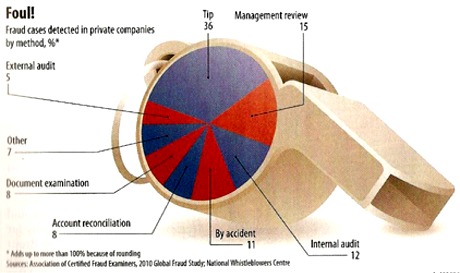 Foul!
Fraud cases detected in private companies
by method, %*
Tip
36
Management review
15
External audit
5
Other
7
Document examination
8
Account reconciliation
8
By accident
11
Internal audit
12
* Adds up to more than 100% because of rounding
Sources: Association of Certified Fraud Examiners, 2010 Global Fraud Study; National Whistleblowers Centre